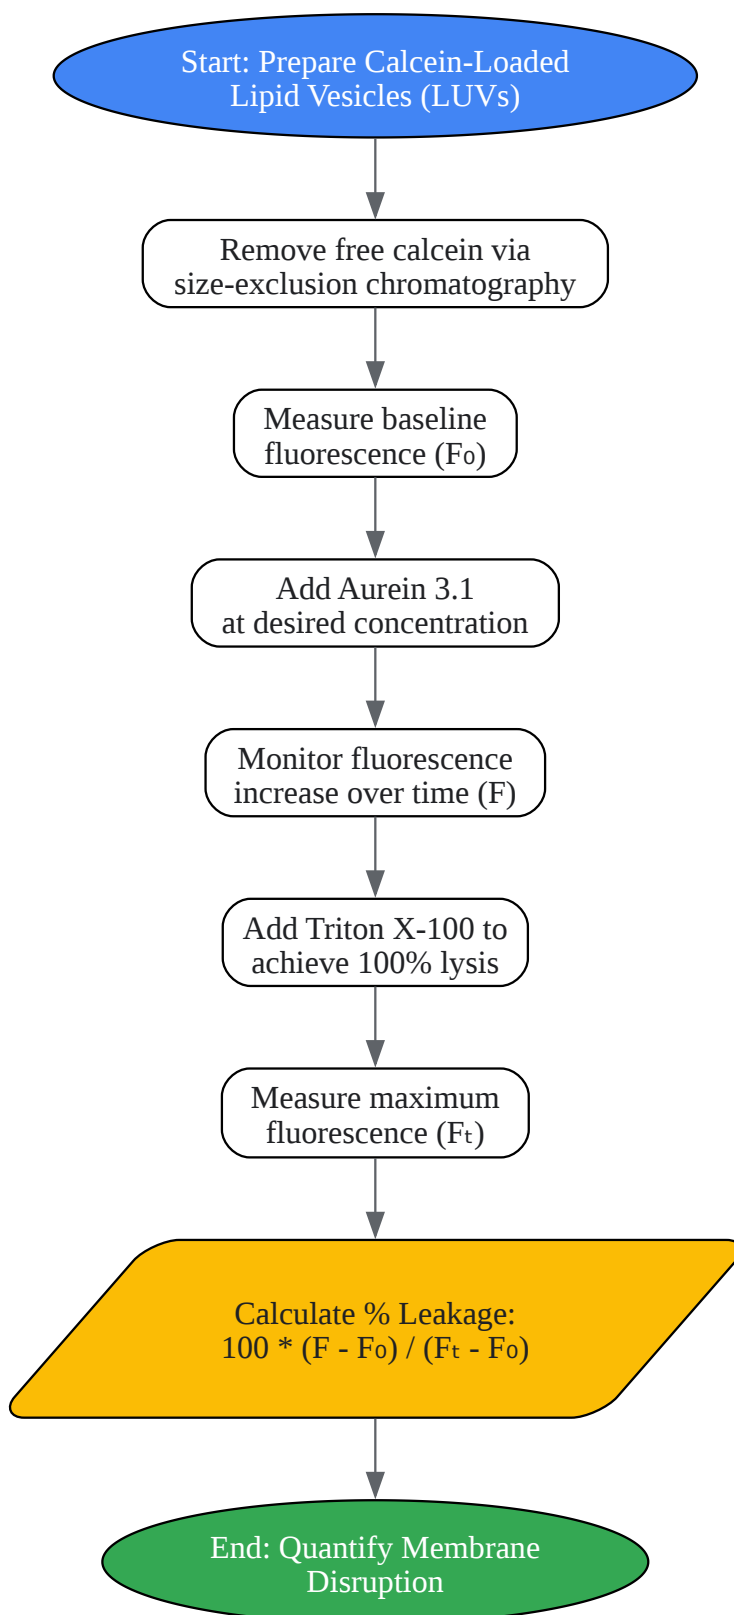 Start: Prepare Calcein-Loaded
Lipid Vesicles (LUVs)
Remove free calcein via
size-exclusion chromatography
Measure baseline
fluorescence (F₀)
Add Aurein 3.1
at desired concentration
Monitor fluorescence
increase over time (F)
Add Triton X-100 to
achieve 100% lysis
Measure maximum
fluorescence (Fₜ)
Calculate % Leakage:
100 * (F - F₀) / (Fₜ - F₀)
End: Quantify Membrane
Disruption